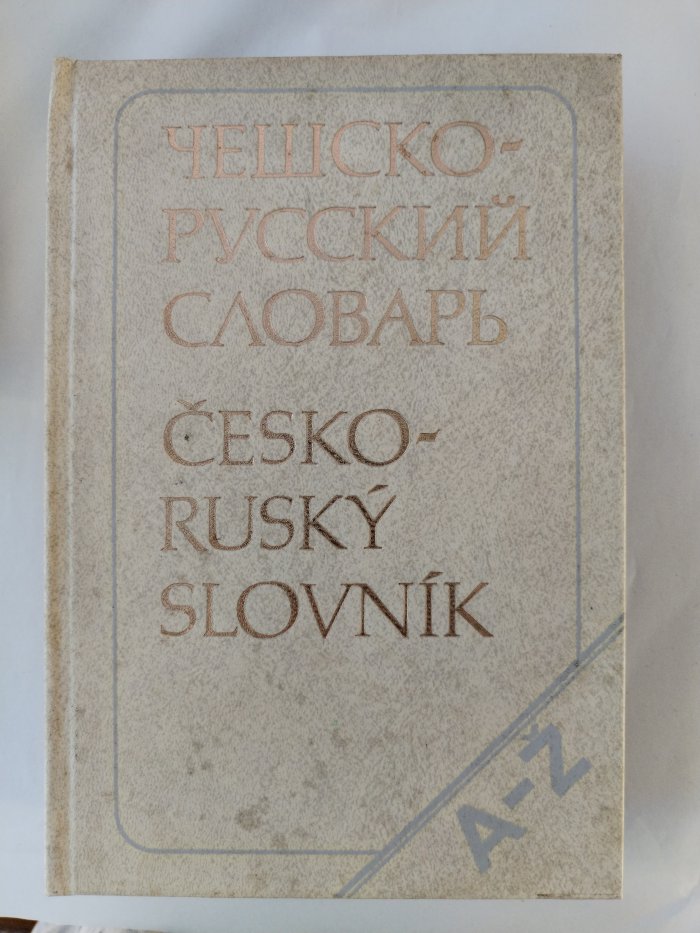 ЧЕШСКО-
РУССКИЙ
СЛОВАРЬ
ČESKO-
RUSKÝ
SLOVNÍK
A-Ž